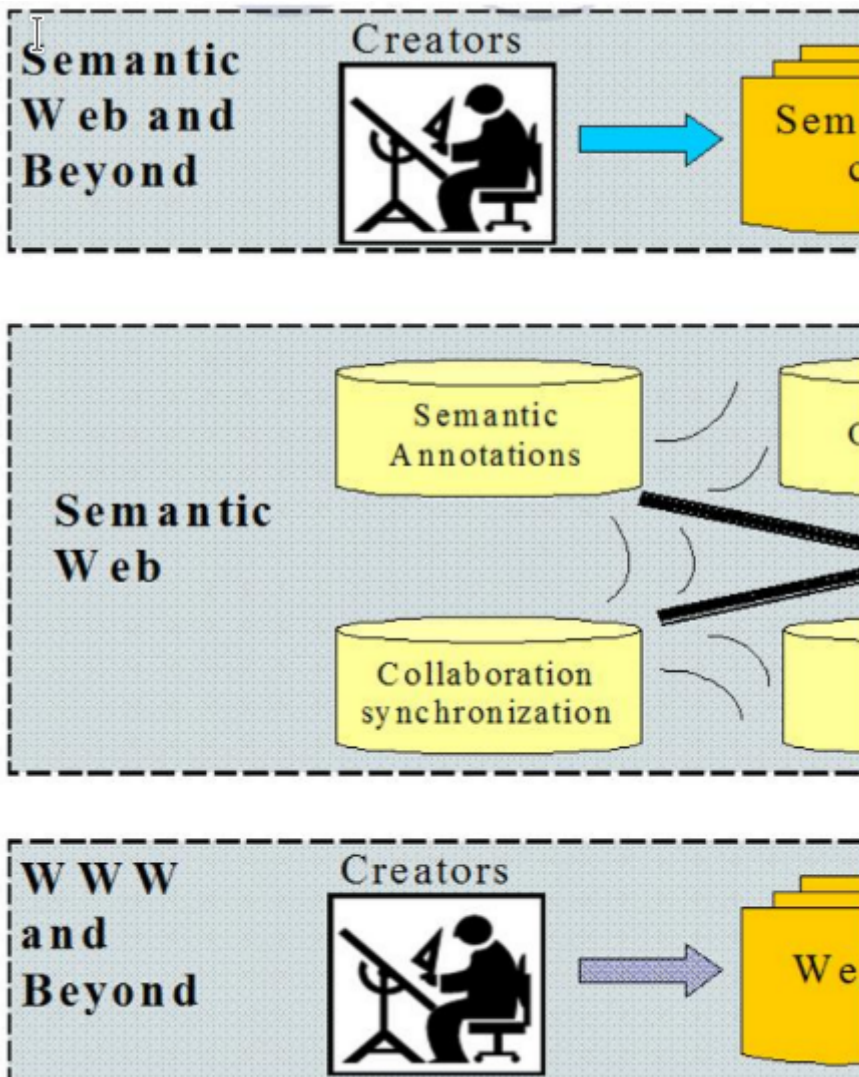 Semantic
Web and
Beyond
Creators
Sem
c
Semantic
Web
Semantic
Annotations
Collaboration
synchronization
WWW
and
Beyond
Creators
We